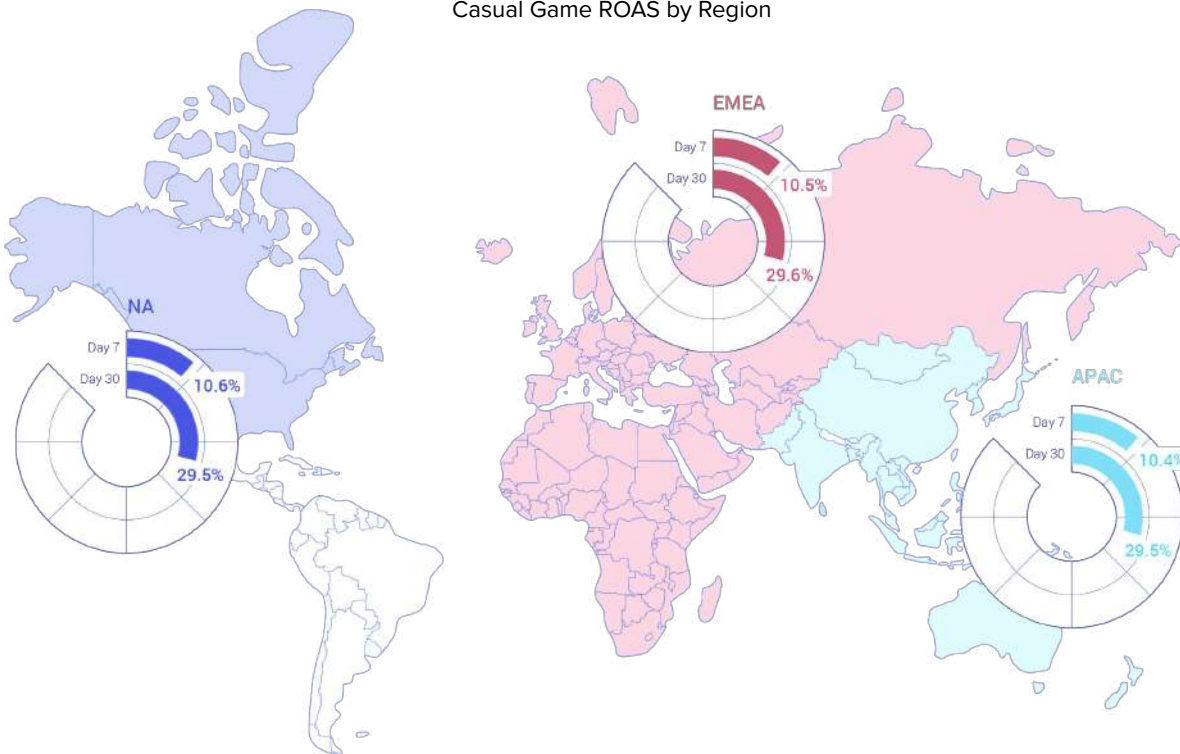 Casual Game ROAS by Region
EMEA
Day 7
10.5%
Day 30
29.6%
NA
Day 7
10.6%
Day 30
29.5%
APAC
Day 7
10.4%
Day 30
29.5%